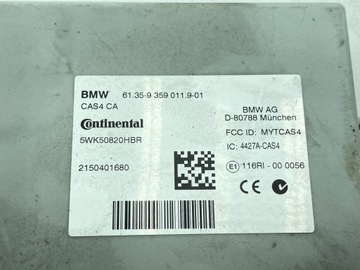 BMW 61.35-9 359 011.9-01
CAS4 CA
Continental
5WK50820HBR
2150401680
BMW AG
D-80788 München
FCC ID: MYTCAS4
IC: 4427A-CAS4
E1 116RI - 00 0056
CE